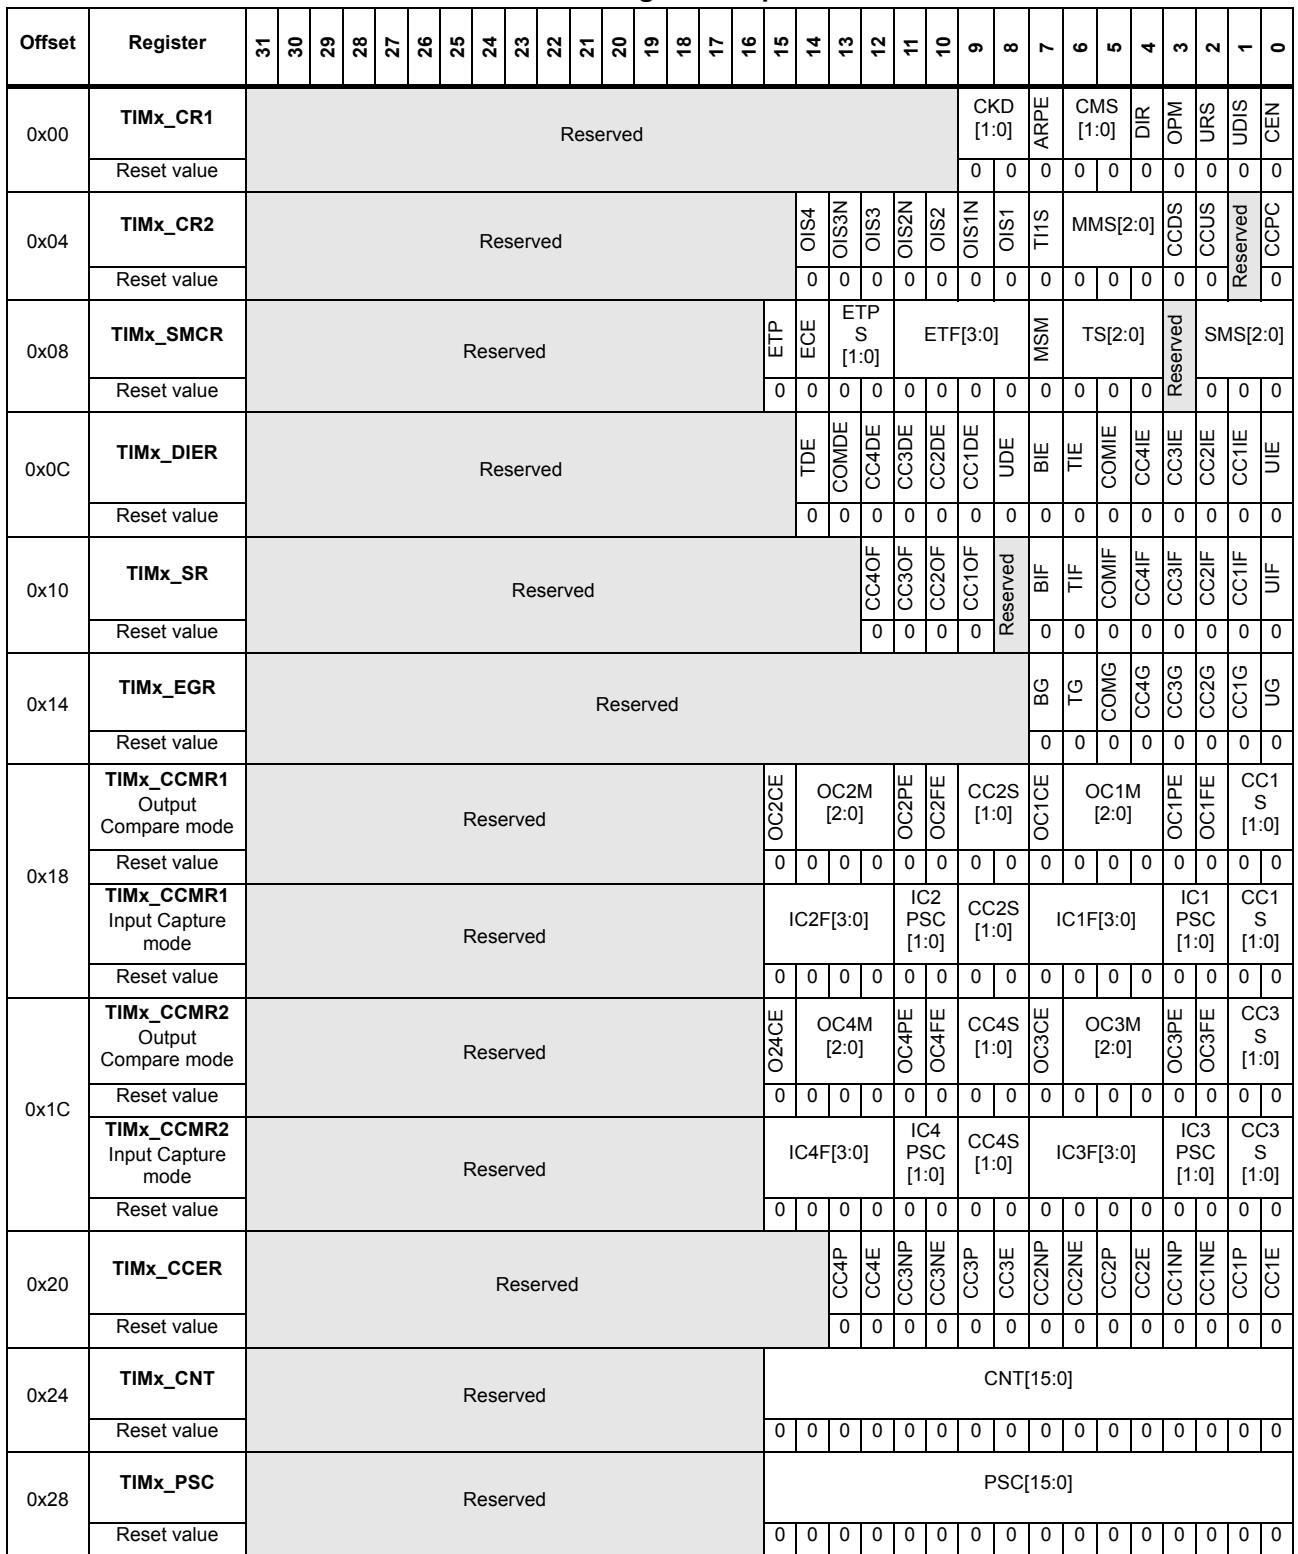 Offset Register 31 30 29 28 27 26 25 24 23 22 21 20 19 18 17 16 15 14 13 12 11 10 9 8 7 6 5 4 3 2 1 0
0x00 TIMx_CR1 Reserved CKD [1:0] ARPE CMS [1:0] DIR OPM URS UDIS CEN
Reset value 0 0 0 0 0 0 0 0 0 0
0x04 TIMx_CR2 Reserved OIS4 OIS3N OIS3 OIS2N OIS2 OIS1N OIS1 TI1S MMS[2:0] CCDS CCUS Reserved CCPC
Reset value 0 0 0 0 0 0 0 0 0 0 0 0 0 0
0x08 TIMx_SMCR Reserved ETP ECE ETP S [1:0] ETF[3:0] MSM TS[2:0] Reserved SMS[2:0]
Reset value 0 0 0 0 0 0 0 0 0 0 0 0 0 0 0
0x0C TIMx_DIER Reserved TDE COMDE CC4DE CC3DE CC2DE CC1DE UDE BIE TIE COMIE CC4IE CC3IE CC2IE CC1IE UIE
Reset value 0 0 0 0 0 0 0 0 0 0 0 0 0 0 0
0x10 TIMx_SR Reserved CC4OF CC3OF CC2OF CC1OF Reserved BIF TIF COMIF CC4IF CC3IF CC2IF CC1IF UIF
Reset value 0 0 0 0 0 0 0 0 0 0 0 0
0x14 TIMx_EGR Reserved BG TG COMG CC4G CC3G CC2G CC1G UG
Reset value 0 0 0 0 0 0 0 0
0x18 TIMx_CCMR1 Output Compare mode Reserved OC2CE OC2M [2:0] OC2PE OC2FE CC2S [1:0] OC1CE OC1M [2:0] OC1PE OC1FE CC1 S [1:0]
Reset value 0 0 0 0 0 0 0 0 0 0 0 0 0 0 0 0
TIMx_CCMR1 Input Capture mode Reserved IC2F[3:0] IC2 PSC [1:0] CC2S [1:0] IC1F[3:0] IC1 PSC [1:0] CC1 S [1:0]
Reset value 0 0 0 0 0 0 0 0 0 0 0 0 0 0 0 0
0x1C TIMx_CCMR2 Output Compare mode Reserved O24CE OC4M [2:0] OC4PE OC4FE CC4S [1:0] OC3CE OC3M [2:0] OC3PE OC3FE CC3 S [1:0]
Reset value 0 0 0 0 0 0 0 0 0 0 0 0 0 0 0 0
TIMx_CCMR2 Input Capture mode Reserved IC4F[3:0] IC4 PSC [1:0] CC4S [1:0] IC3F[3:0] IC3 PSC [1:0] CC3 S [1:0]
Reset value 0 0 0 0 0 0 0 0 0 0 0 0 0 0 0 0
0x20 TIMx_CCER Reserved CC4P CC4E CC3NP CC3NE CC3P CC3E CC2NP CC2NE CC2P CC2E CC1NP CC1NE CC1P CC1E
Reset value 0 0 0 0 0 0 0 0 0 0 0 0 0 0
0x24 TIMx_CNT Reserved CNT[15:0]
Reset value 0 0 0 0 0 0 0 0 0 0 0 0 0 0 0 0
0x28 TIMx_PSC Reserved PSC[15:0]
Reset value 0 0 0 0 0 0 0 0 0 0 0 0 0 0 0 0